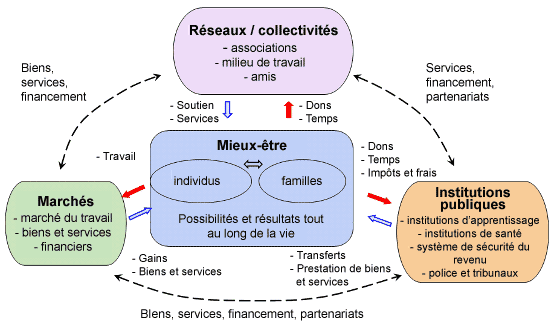 Réseaux / collectivités
- associations
- milieu de travail
- amis
Biens,
services,
financement
Services,
financement,
partenariats
- Soutien
- Services
- Dons
- Temps
Mieux-être
individus
familles
Possibilités et résultats tout
au long de la vie
- Travail
- Dons
- Temps
- Impôts et frais
Marchés
- marché du travail
- biens et services
- financiers
Institutions
publiques
- institutions d'apprentissage
- institutions de santé
- système de sécurité du
revenu
- police et tribunaux
- Gains
- Biens et services
- Transferts
- Prestation de biens
et services
BIens, services, financement, partenariats